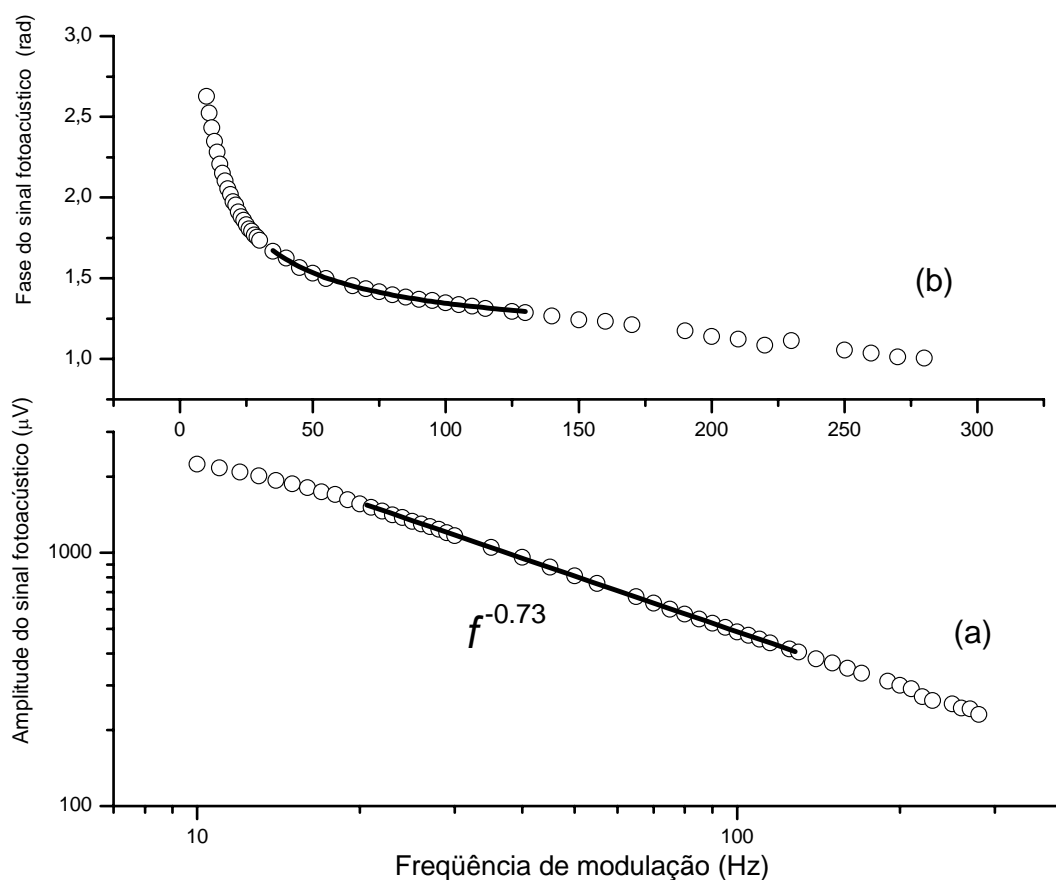 Fase do sinal fotoacústico (rad)
3,0
2,5
2,0
1,5
1,0
(b)
0 50 100 150 200 250 300
Amplitude do sinal fotoacústico (μV)
1000
100
f -0.73
(a)
10 100
Freqüência de modulação (Hz)